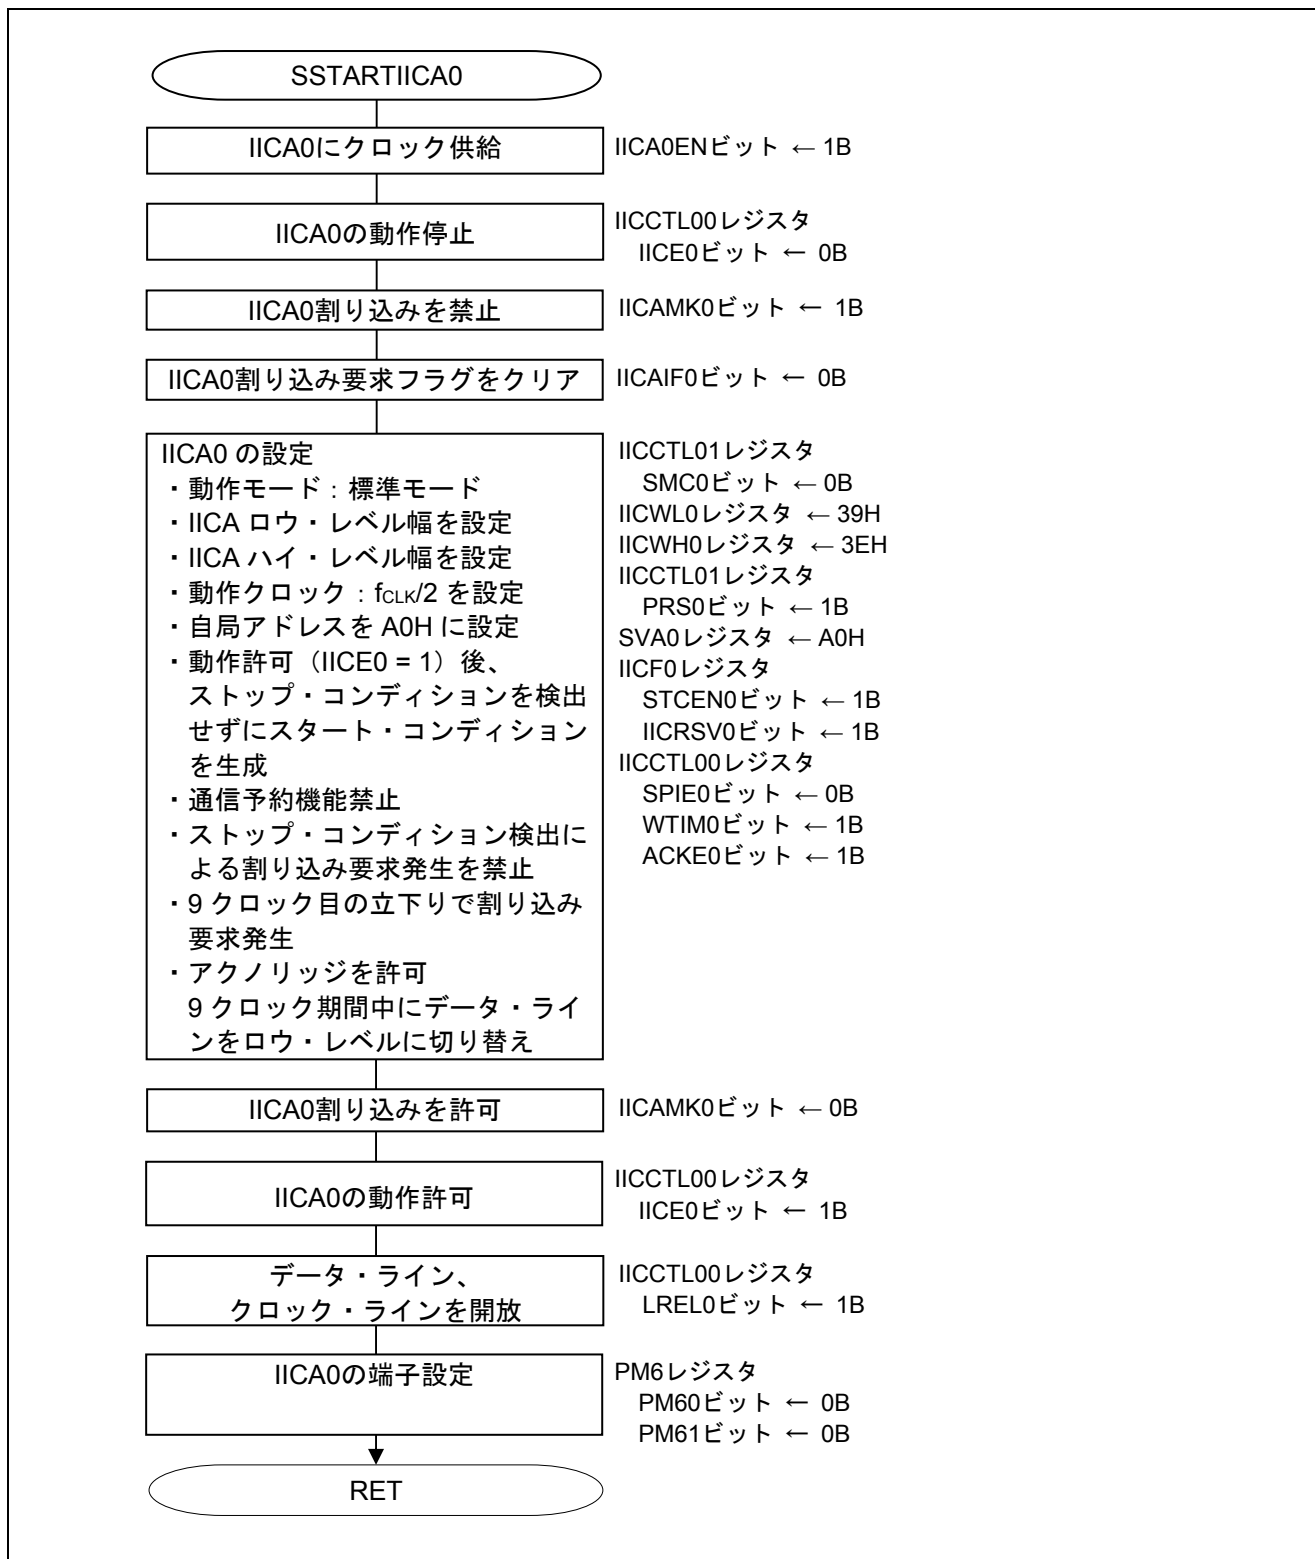 SSTARTIICA0
IICA0にクロック供給
IICA0ENビット ← 1B
IICA0の動作停止
IICCTL00レジスタ
IICE0ビット ← 0B
IICA0割り込みを禁止
IICAMK0ビット ← 1B
IICA0割り込み要求フラグをクリア
IICAIF0ビット ← 0B
IICA0 の設定
・動作モード：標準モード
・IICA ロウ・レベル幅を設定
・IICA ハイ・レベル幅を設定
・動作クロック：fCLK/2 を設定
・自局アドレスを A0H に設定
・動作許可（IICE0 = 1）後、
ストップ・コンディションを検出
せずにスタート・コンディション
を生成
・通信予約機能禁止
・ストップ・コンディション検出に
よる割り込み要求発生を禁止
・9 クロック目の立下りで割り込み
要求発生
・アクノリッジを許可
9 クロック期間中にデータ・ライ
ンをロウ・レベルに切り替え
IICCTL01レジスタ
SMC0ビット ← 0B
IICWL0レジスタ ← 39H
IICWH0レジスタ ← 3EH
IICCTL01レジスタ
PRS0ビット ← 1B
SVA0レジスタ ← A0H
IICF0レジスタ
STCEN0ビット ← 1B
IICRSV0ビット ← 1B
IICCTL00レジスタ
SPIE0ビット ← 0B
WTIM0ビット ← 1B
ACKE0ビット ← 1B
IICA0割り込みを許可
IICAMK0ビット ← 0B
IICA0の動作許可
IICCTL00レジスタ
IICE0ビット ← 1B
データ・ライン、
クロック・ラインを開放
IICCTL00レジスタ
LREL0ビット ← 1B
IICA0の端子設定
PM6レジスタ
PM60ビット ← 0B
PM61ビット ← 0B
RET